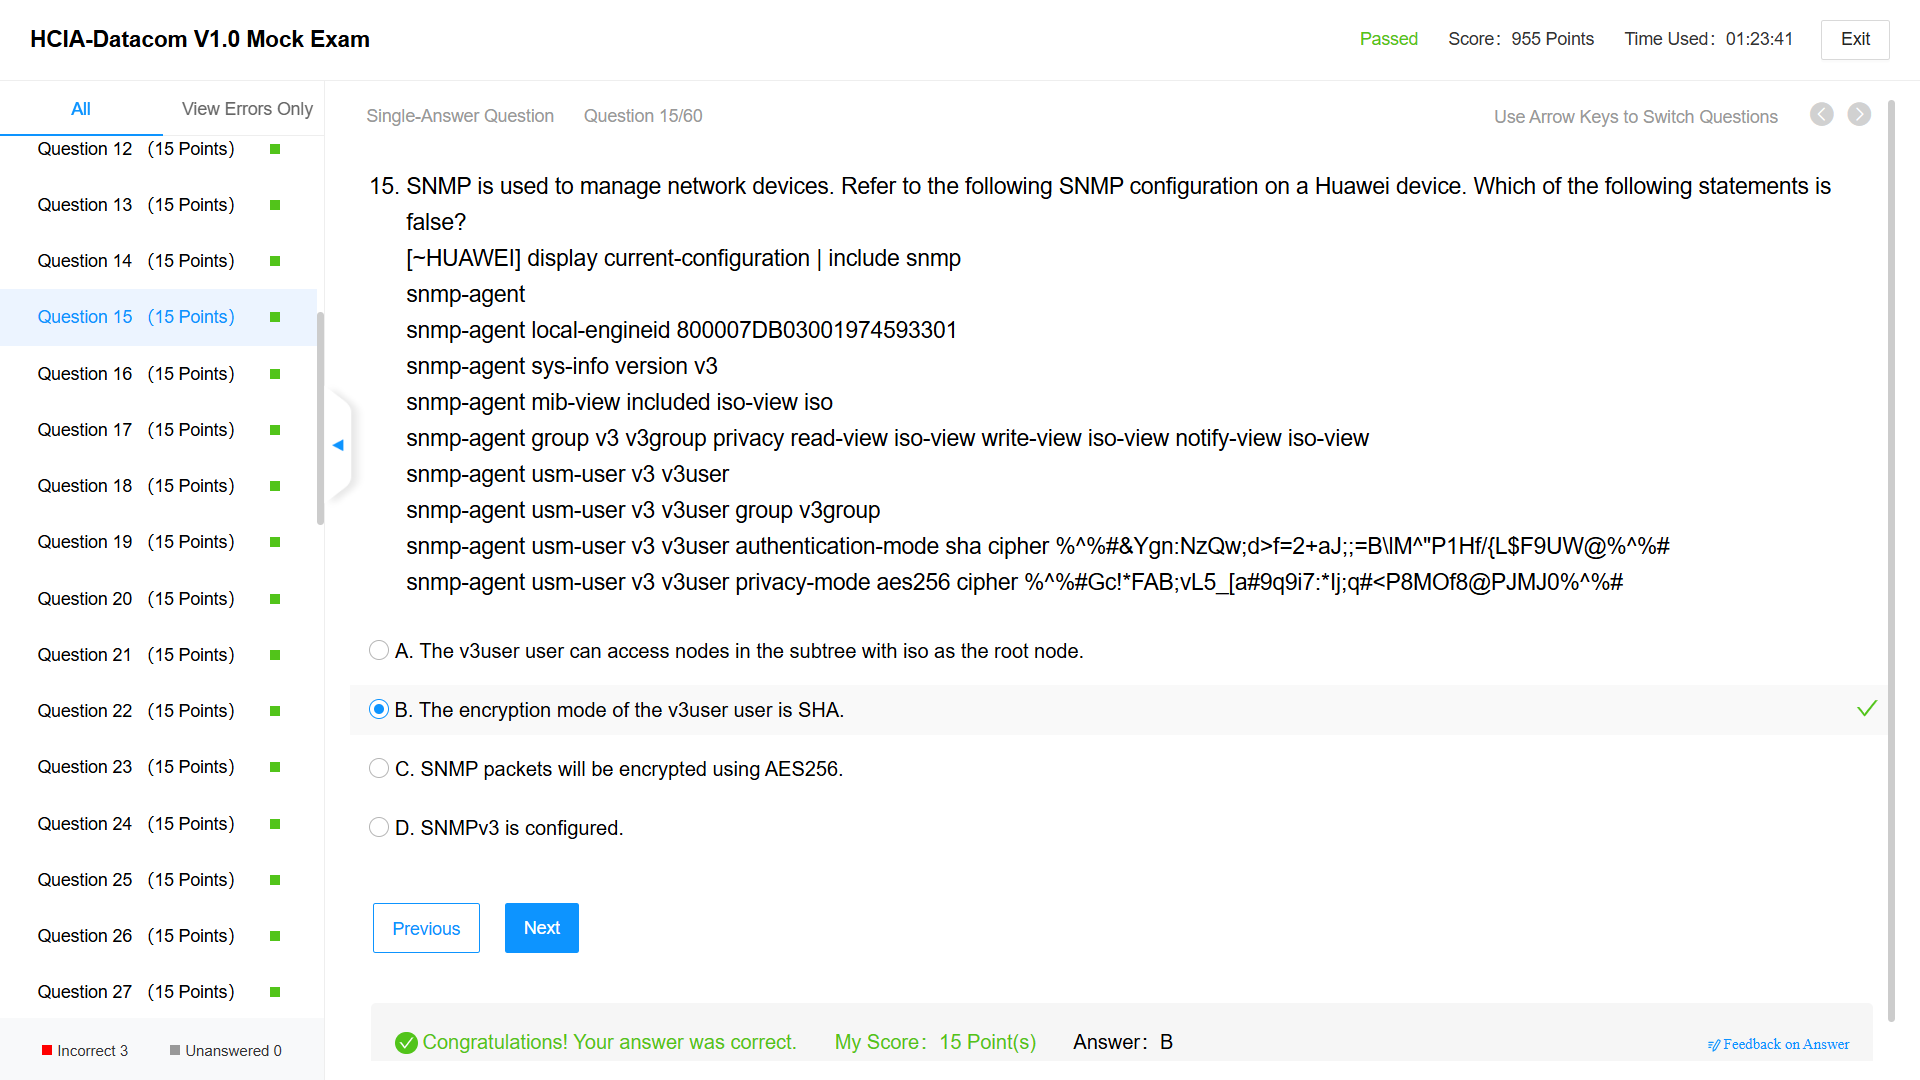 HCIA-Datacom V1.0 Mock Exam
Passed Score: 955 Points Time Used: 01:23:41 Exit
All View Errors Only
Question 12 (15 Points)
Question 13 (15 Points)
Question 14 (15 Points)
Question 15 (15 Points)
Question 16 (15 Points)
Question 17 (15 Points)
Question 18 (15 Points)
Question 19 (15 Points)
Question 20 (15 Points)
Question 21 (15 Points)
Question 22 (15 Points)
Question 23 (15 Points)
Question 24 (15 Points)
Question 25 (15 Points)
Question 26 (15 Points)
Question 27 (15 Points)
Incorrect 3 Unanswered 0
Single-Answer Question Question 15/60 Use Arrow Keys to Switch Questions
15. SNMP is used to manage network devices. Refer to the following SNMP configuration on a Huawei device. Which of the following statements is
false?
[~HUAWEI] display current-configuration | include snmp
snmp-agent
snmp-agent local-engineid 800007DB03001974593301
snmp-agent sys-info version v3
snmp-agent mib-view included iso-view iso
snmp-agent group v3 v3group privacy read-view iso-view write-view iso-view notify-view iso-view
snmp-agent usm-user v3 v3user
snmp-agent usm-user v3 v3user group v3group
snmp-agent usm-user v3 v3user authentication-mode sha cipher %^%#&Ygn:NzQw;d>f=2+aJ;;=B\lM^"P1Hf/{L$F9UW@%^%#
snmp-agent usm-user v3 v3user privacy-mode aes256 cipher %^%#Gc!*FAB;vL5_[a#9q9i7:*Ij;q#<P8MOf8@PJMJ0%^%#
A. The v3user user can access nodes in the subtree with iso as the root node.
B. The encryption mode of the v3user user is SHA.
C. SNMP packets will be encrypted using AES256.
D. SNMPv3 is configured.
Previous Next
Congratulations! Your answer was correct. My Score: 15 Point(s) Answer: B Feedback on Answer